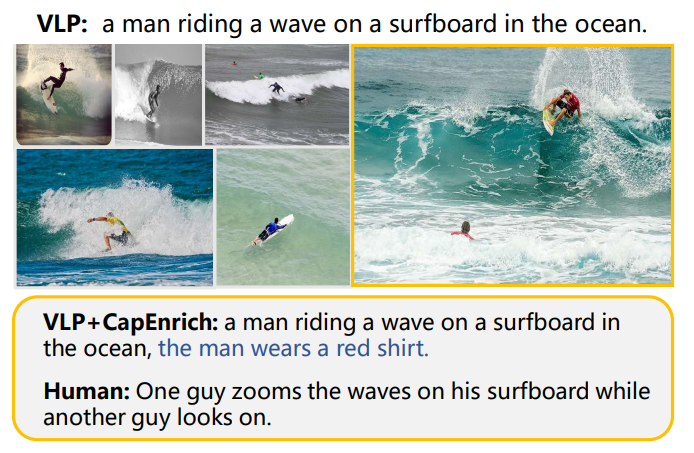 VLP: a man riding a wave on a surfboard in the ocean.
VLP+CapEnrich: a man riding a wave on a surfboard in
the ocean, the man wears a red shirt.
Human: One guy zooms the waves on his surfboard while
another guy looks on.